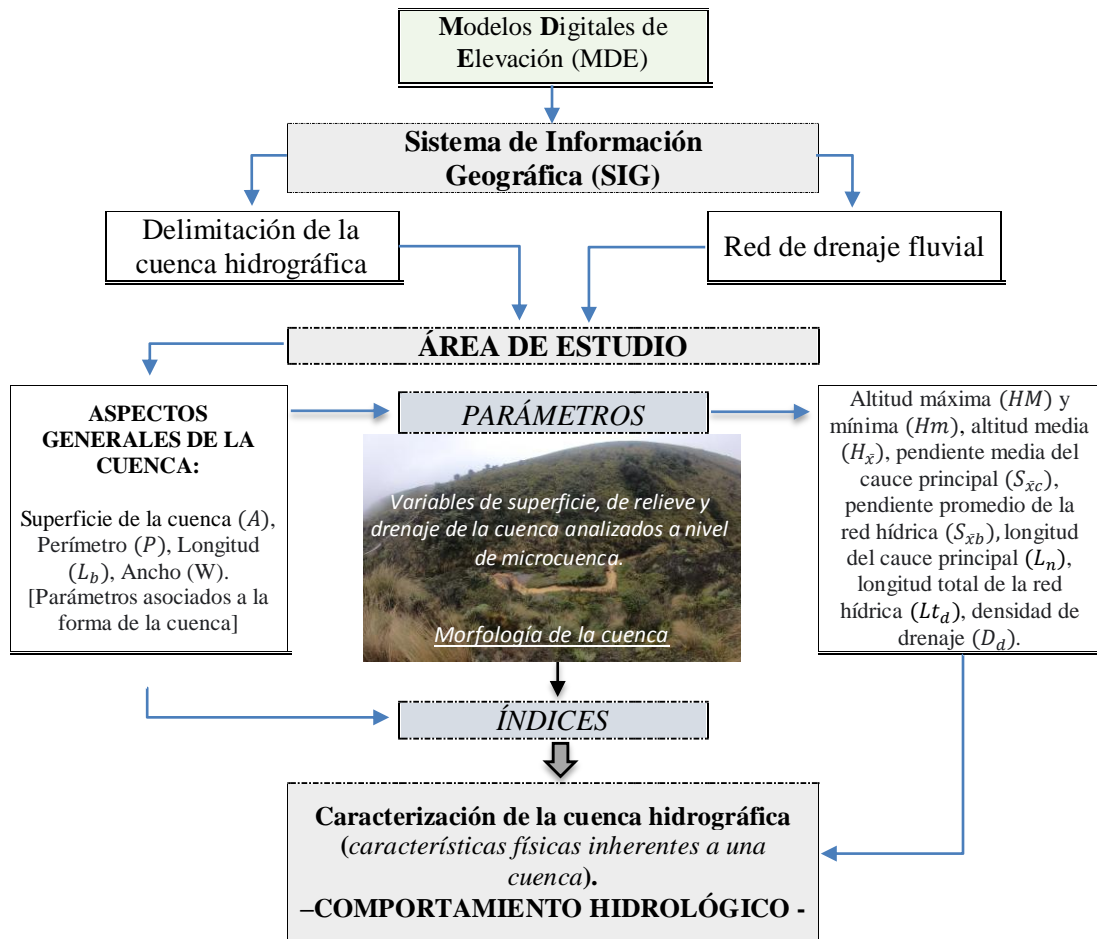 Modelos Digitales de
Elevación (MDE)
Sistema de Información
Geográfica (SIG)
Delimitación de la
cuenca hidrográfica
Red de drenaje fluvial
ÁREA DE ESTUDIO
ASPECTOS
GENERALES DE LA
CUENCA:
Superficie de la cuenca (A),
Perímetro (P), Longitud
(L_b), Ancho (W).
[Parámetros asociados a la
forma de la cuenca]
PARÁMETROS
Variables de superficie, de relieve y
drenaje de la cuenca analizados a nivel
de microcuenca.
Morfología de la cuenca
Altitud máxima (HM) y
mínima (Hm), altitud media
(H_x̄), pendiente media del
cauce principal (S_x̄c),
pendiente promedio de la
red hídrica (S_x̄b), longitud
del cauce principal (L_n),
longitud total de la red
hídrica (Lt_d), densidad de
drenaje (D_d).
ÍNDICES
Caracterización de la cuenca hidrográfica
(características físicas inherentes a una
cuenca).
–COMPORTAMIENTO HIDROLÓGICO -